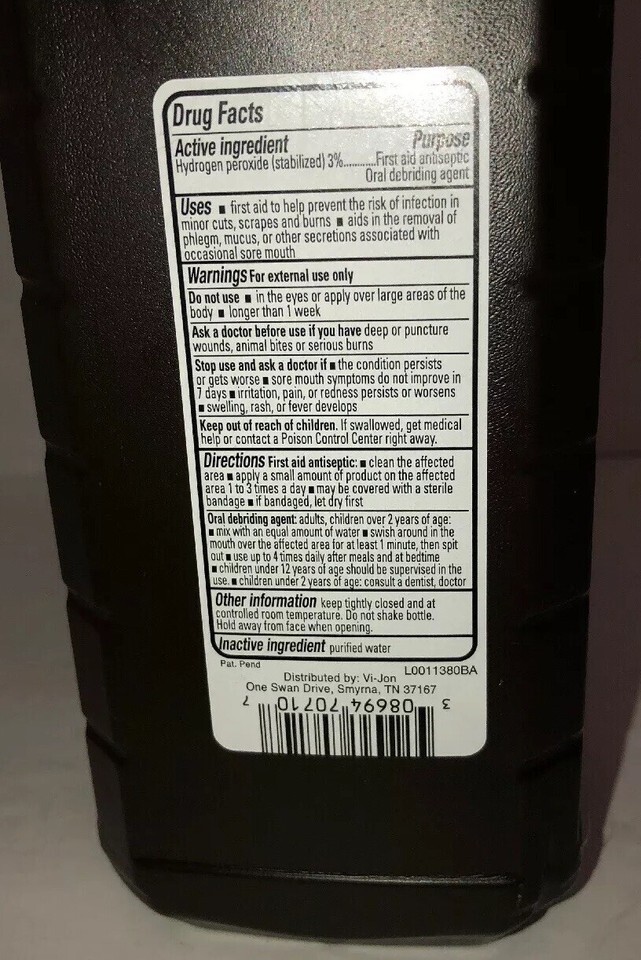 Drug Facts
Active ingredient Purpose
Hydrogen peroxide (stabilized) 3%...........First aid antiseptic
Oral debriding agent
Uses ■ first aid to help prevent the risk of infection in
minor cuts, scrapes and burns ■ aids in the removal of
phlegm, mucus, or other secretions associated with
occasional sore mouth
Warnings For external use only
Do not use ■ in the eyes or apply over large areas of the
body ■ longer than 1 week
Ask a doctor before use if you have deep or puncture
wounds, animal bites or serious burns
Stop use and ask a doctor if ■ the condition persists
or gets worse ■ sore mouth symptoms do not improve in
7 days ■ irritation, pain, or redness persists or worsens
■ swelling, rash, or fever develops
Keep out of reach of children. If swallowed, get medical
help or contact a Poison Control Center right away.
Directions First aid antiseptic: ■ clean the affected
area ■ apply a small amount of product on the affected
area 1 to 3 times a day ■ may be covered with a sterile
bandage ■ if bandaged, let dry first
Oral debriding agent: adults, children over 2 years of age:
■ mix with an equal amount of water ■ swish around in the
mouth over the affected area for at least 1 minute, then spit
out ■ use up to 4 times daily after meals and at bedtime
■ children under 12 years of age should be supervised in the
use. ■ children under 2 years of age: consult a dentist, doctor
Other information keep tightly closed and at
controlled room temperature. Do not shake bottle.
Hold away from face when opening.
Inactive ingredient purified water
Pat. Pend L0011380BA
Distributed by: Vi-Jon
One Swan Drive, Smyrna, TN 37167
3 08694 70710 7